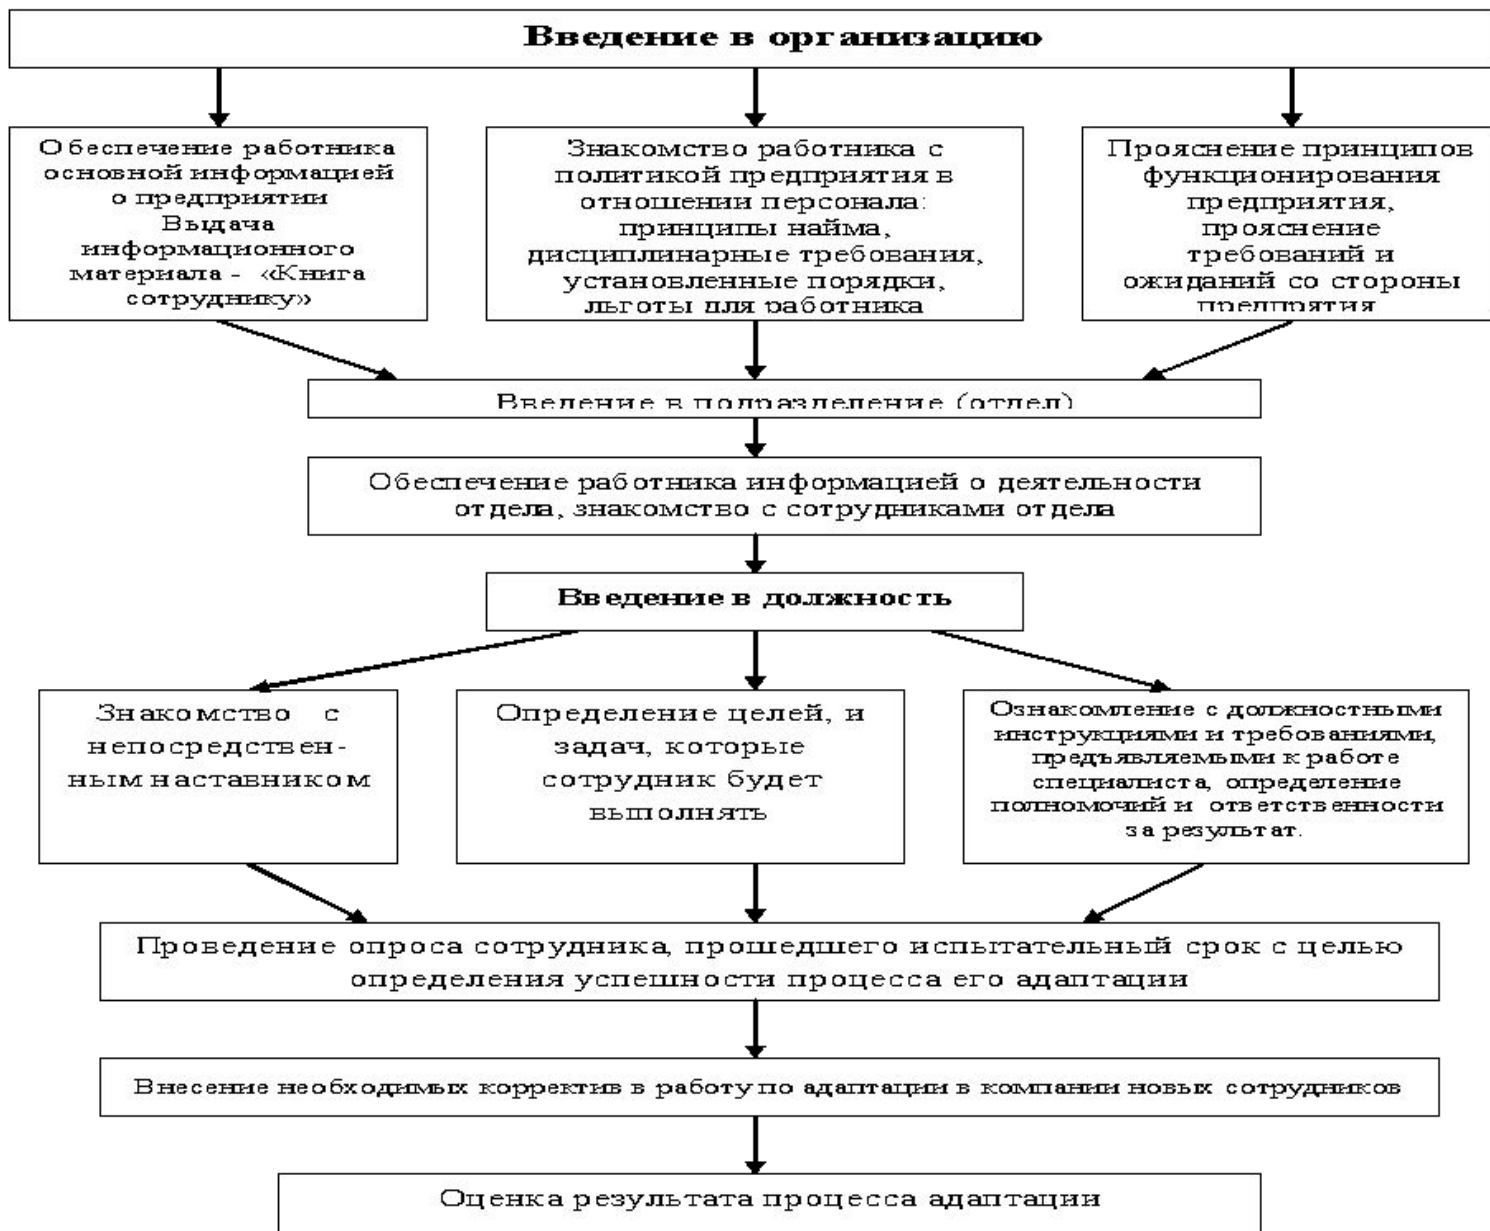 Введение в организацию
Обеспечение работника
основной информацией
о предприятии
Выдача
информационного
материала - «Книга
сотруднику»
Знакомство работника с
политикой предприятия в
отношении персонала:
принципы найма,
дисциплинарные требования,
установленные порядки,
льготы для работника
Прояснение принципов
функционирования
предприятия,
прояснение
требований и
ожиданий со стороны
предприятия
Введение в подразделение (отдел)
Обеспечение работника информацией о деятельности
отдела, знакомство с сотрудниками отдела
Введение в должность
Знакомство с
непосредствен-
ным наставником
Определение целей, и
задач, которые
сотрудник будет
выполнять
Ознакомление с должностными
инструкциями и требованиями,
предъявляемыми к работе
специалиста, определение
полномочий и ответственности
за результат.
Проведение опроса сотрудника, прошедшего испытательный срок с целью
определения успешности процесса его адаптации
Внесение необходимых корректив в работу по адаптации в компании новых сотрудников
Оценка результата процесса адаптации